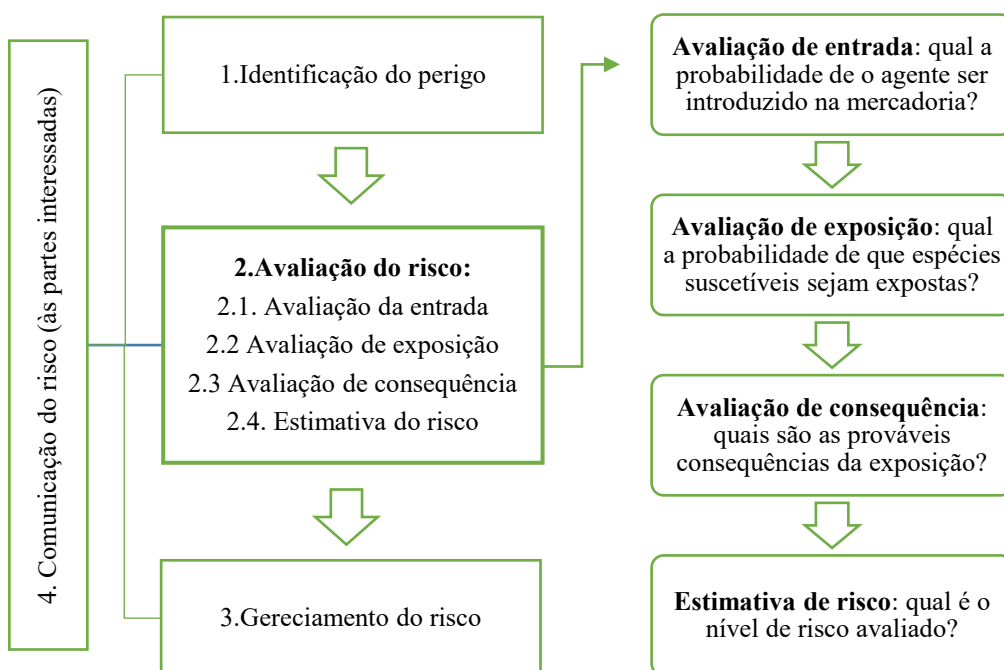 4. Comunicação do risco (às partes interessadas)
1.Identificação do perigo
2.Avaliação do risco:
2.1. Avaliação da entrada
2.2 Avaliação de exposição
2.3 Avaliação de consequência
2.4. Estimativa do risco
3.Gereciamento do risco
Avaliação de entrada: qual a
probabilidade de o agente ser
introduzido na mercadoria?
Avaliação de exposição: qual
a probabilidade de que espécies
suscetíveis sejam expostas?
Avaliação de consequência:
quais são as prováveis
consequências da exposição?
Estimativa de risco: qual é o
nível de risco avaliado?